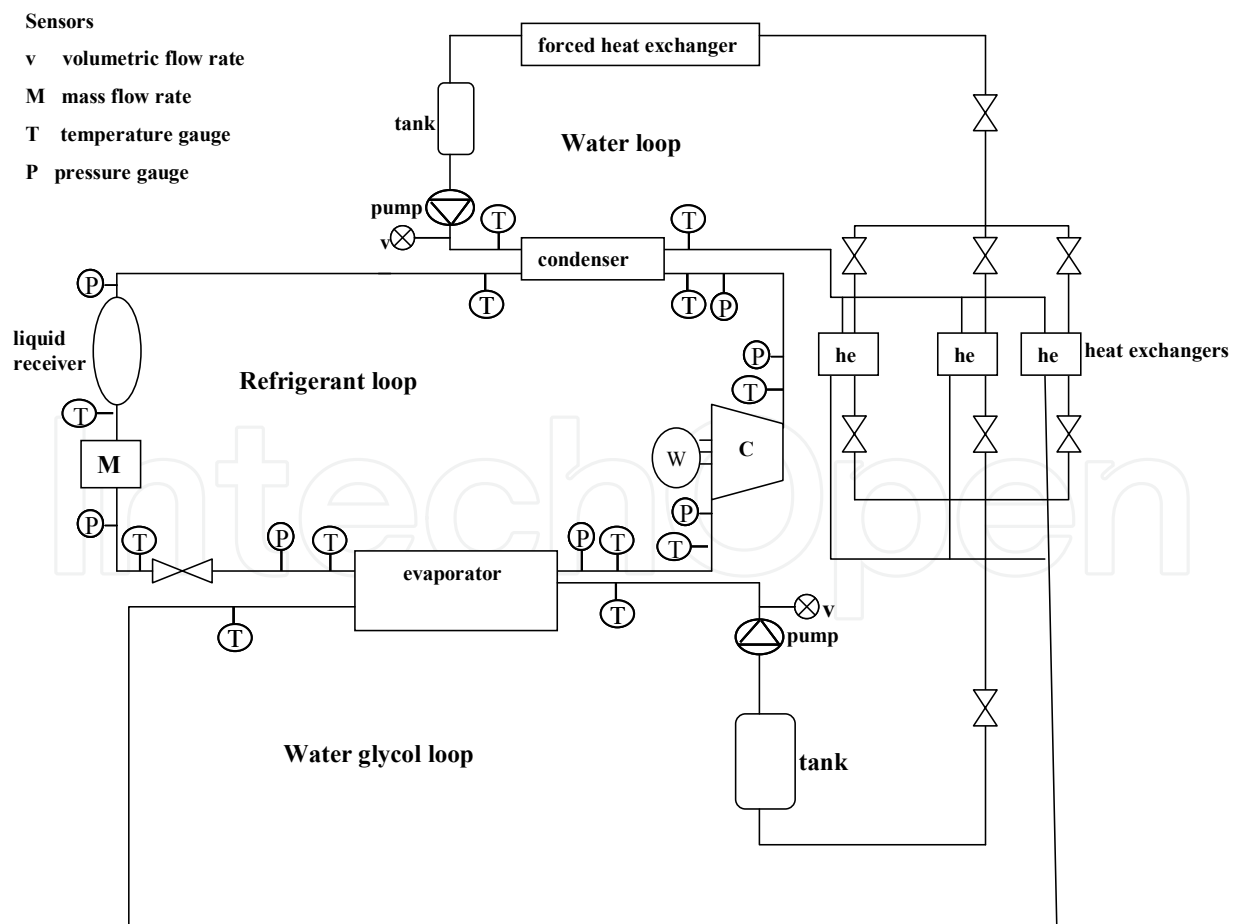 Sensors
v volumetric flow rate
M mass flow rate
T temperature gauge
P pressure gauge
forced heat exchanger
tank
Water loop
pump
T
T
v
condenser
P
T
T
P
liquid
receiver
P
he
he
he
heat exchangers
Refrigerant loop
T
T
C
M
W
P
P
T
P
T
P
T
T
evaporator
T
T
v
pump
Water glycol loop
tank
IntechOpen